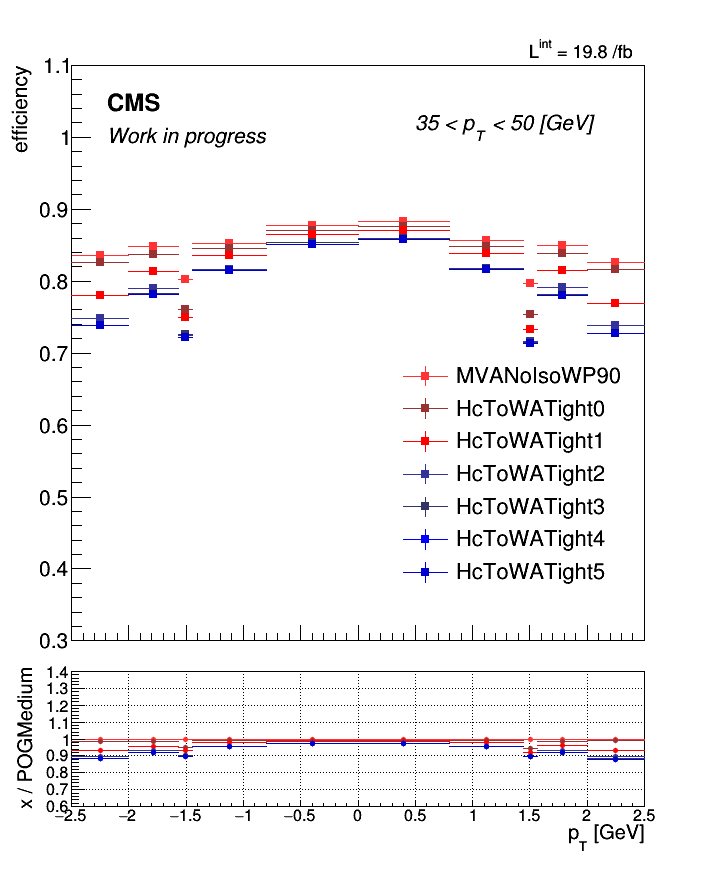 L^int = 19.8 /fb
efficiency
CMS
Work in progress
35 < p_T < 50 [GeV]
1.1
1
0.9
0.8
0.7
0.6
0.5
0.4
0.3
MVANoIsoWP90
HcToWATight0
HcToWATight1
HcToWATight2
HcToWATight3
HcToWATight4
HcToWATight5
x / POGMedium
1.4
1.3
1.2
1.1
1
0.9
0.8
0.7
0.6
−2.5 −2 −1.5 −1 −0.5 0 0.5 1 1.5 2 2.5
p_T [GeV]